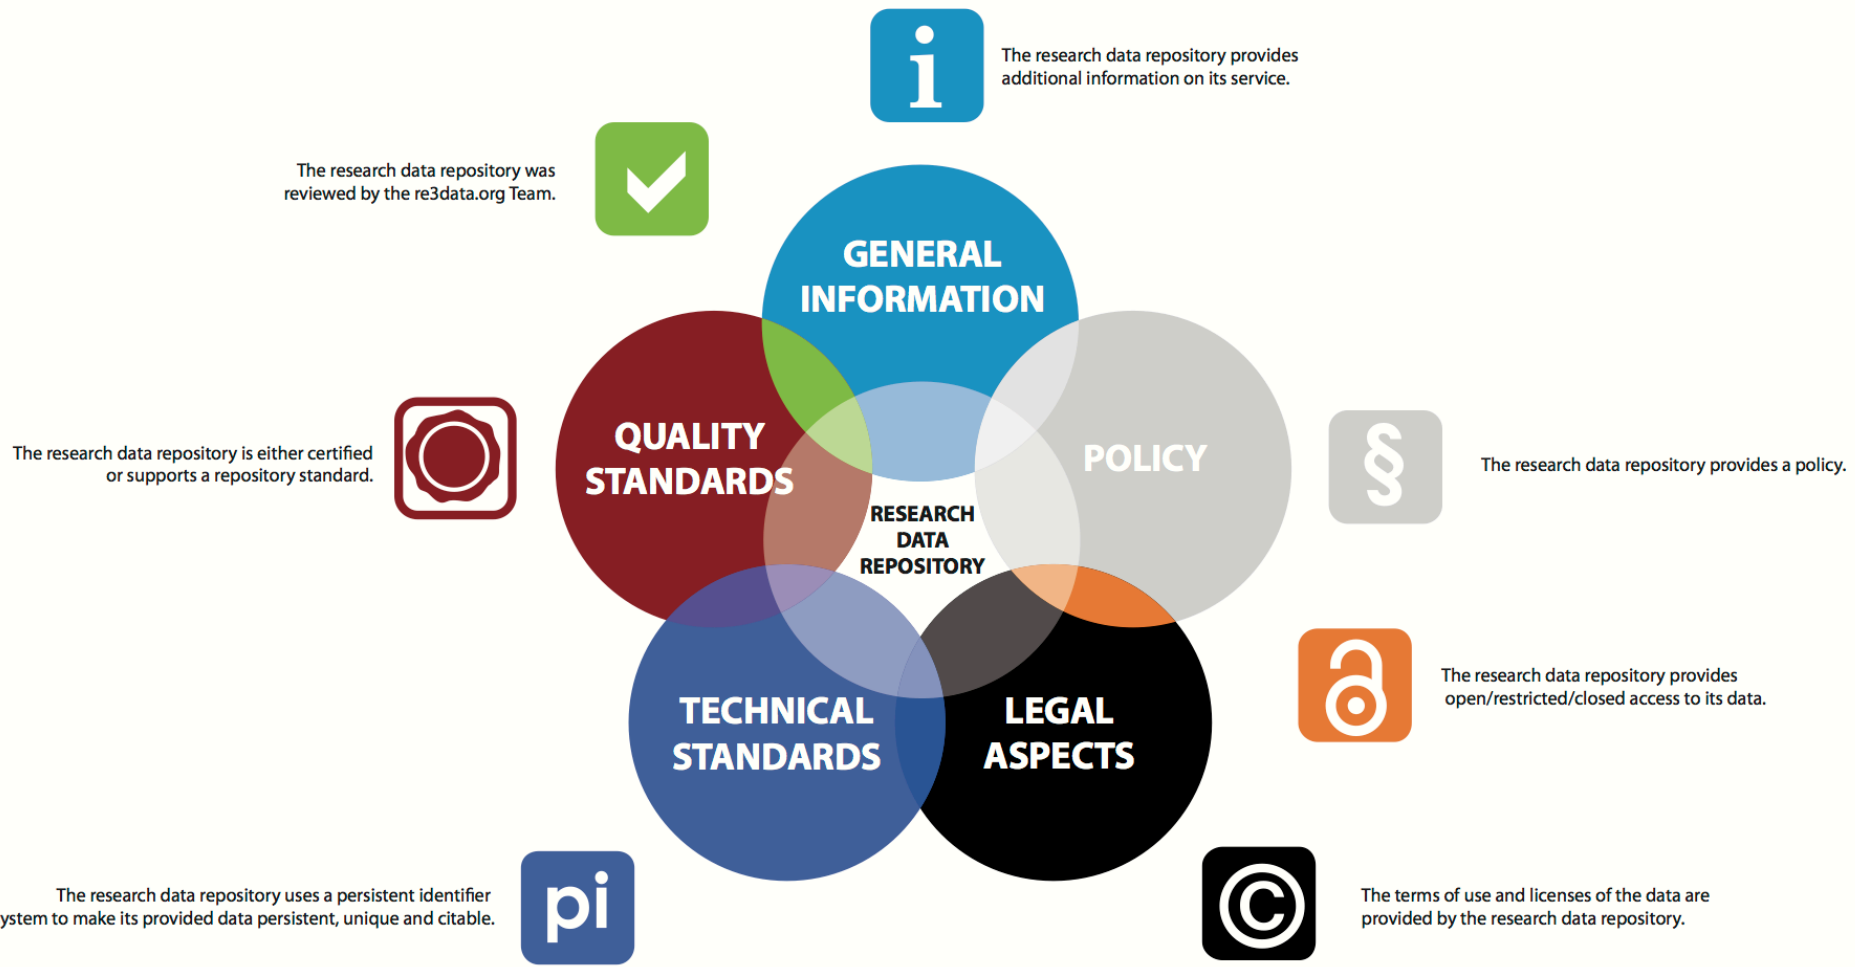 i
The research data repository provides
additional information on its service.
The research data repository was
reviewed by the re3data.org Team.
GENERAL
INFORMATION
QUALITY
STANDARDS
POLICY
The research data repository is either certified
or supports a repository standard.
§
The research data repository provides a policy.
RESEARCH
DATA
REPOSITORY
TECHNICAL
STANDARDS
LEGAL
ASPECTS
The research data repository provides
open/restricted/closed access to its data.
The research data repository uses a persistent identifier
ystem to make its provided data persistent, unique and citable.
pi
©
The terms of use and licenses of the data are
provided by the research data repository.